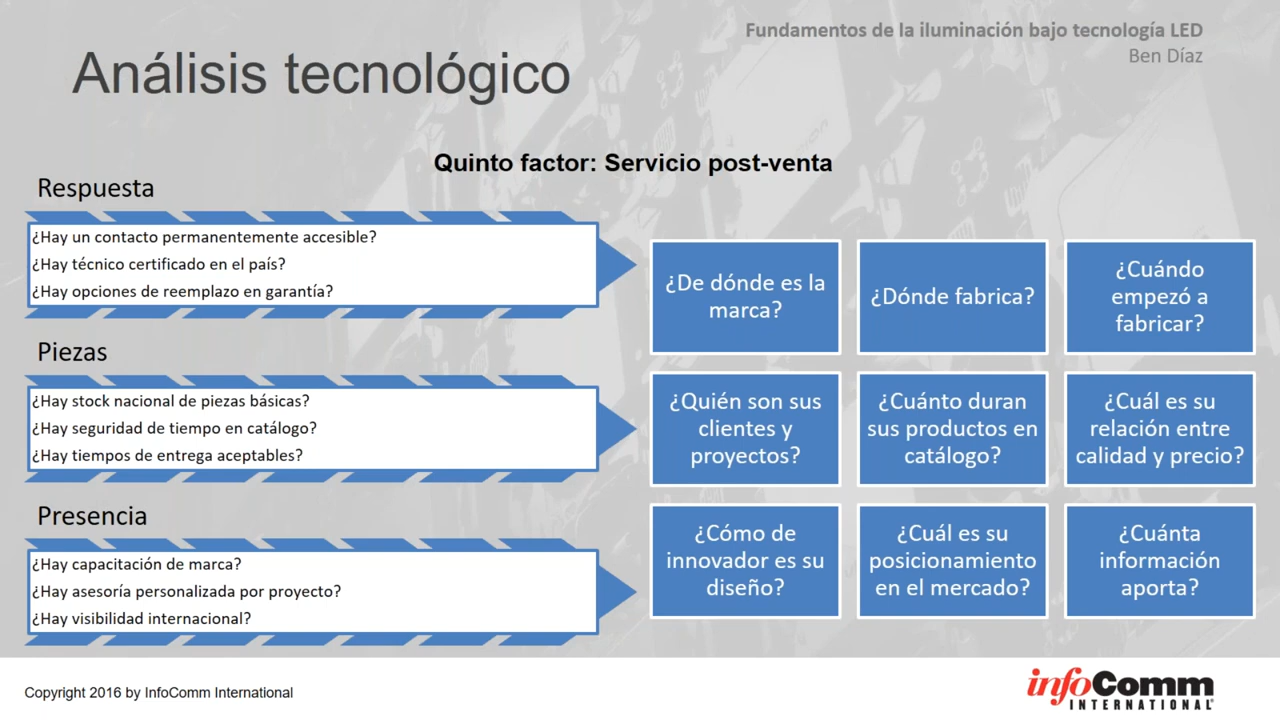 Fundamentos de la iluminación bajo tecnología LED
Ben Díaz
Análisis tecnológico
Quinto factor: Servicio post-venta
Respuesta
¿Hay un contacto permanentemente accesible?
¿Hay técnico certificado en el país?
¿Hay opciones de reemplazo en garantía?
Piezas
¿Hay stock nacional de piezas básicas?
¿Hay seguridad de tiempo en catálogo?
¿Hay tiempos de entrega aceptables?
Presencia
¿Hay capacitación de marca?
¿Hay asesoría personalizada por proyecto?
¿Hay visibilidad internacional?
¿De dónde es la
marca?
¿Dónde fabrica?
¿Cuándo
empezó a
fabricar?
¿Quién son sus
clientes y
proyectos?
¿Cuánto duran
sus productos en
catálogo?
¿Cuál es su
relación entre
calidad y precio?
¿Cómo de
innovador es su
diseño?
¿Cuál es su
posicionamiento
en el mercado?
¿Cuánta
información
aporta?
Copyright 2016 by InfoComm International
infoComm
INTERNATIONAL®